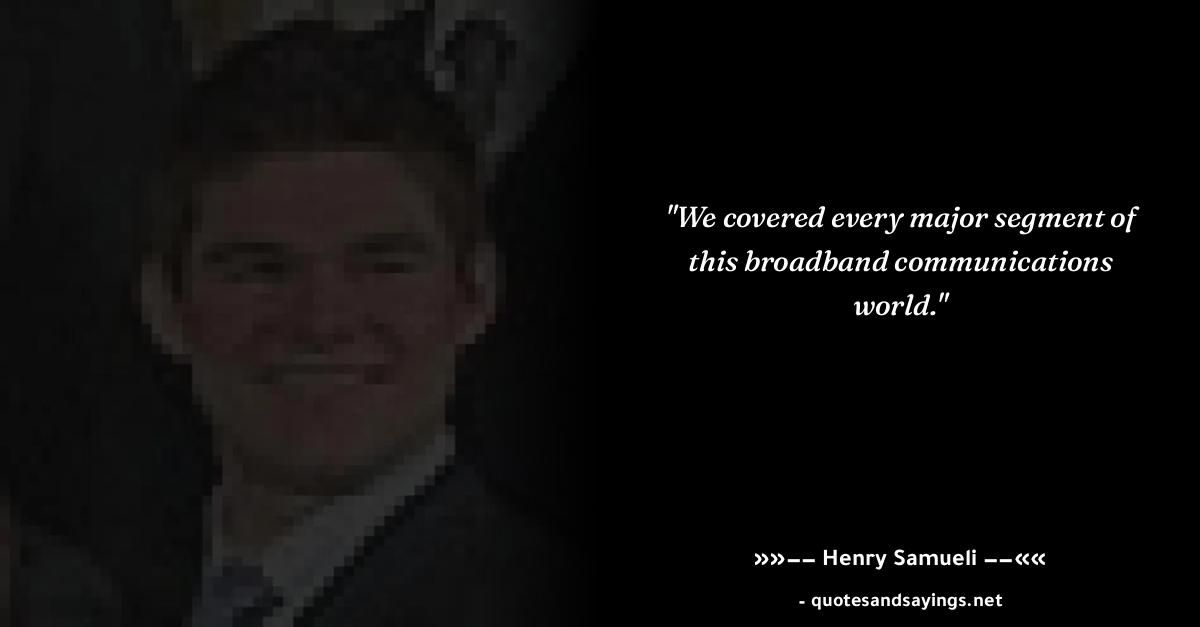 "We covered every major segment of
this broadband communications
world."
»»–– Henry Samueli ––««
- quotesandsayings.net